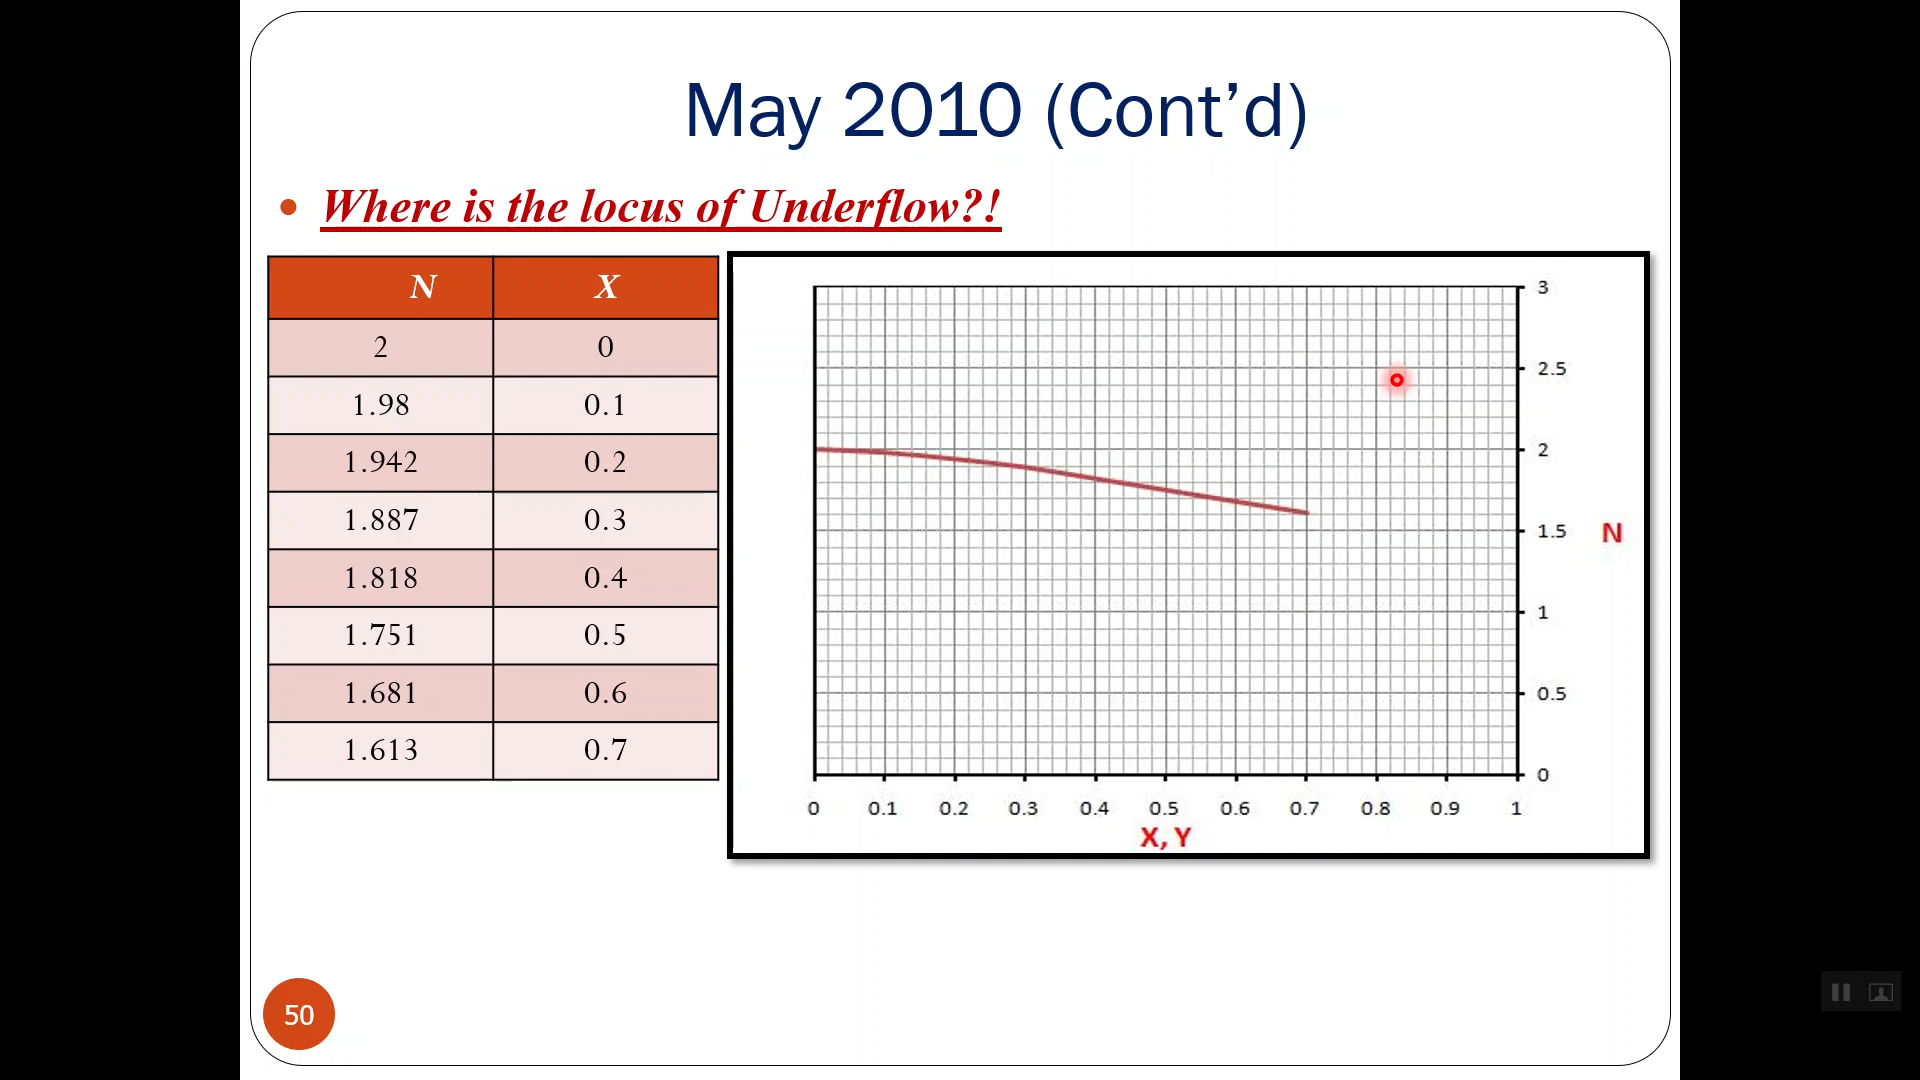 May 2010 (Cont’d)
• Where is the locus of Underflow?!
N X
2 0
1.98 0.1
1.942 0.2
1.887 0.3
1.818 0.4
1.751 0.5
1.681 0.6
1.613 0.7
3
2.5
2
1.5
N
1
0.5
0
0 0.1 0.2 0.3 0.4 0.5 0.6 0.7 0.8 0.9 1
X, Y
50